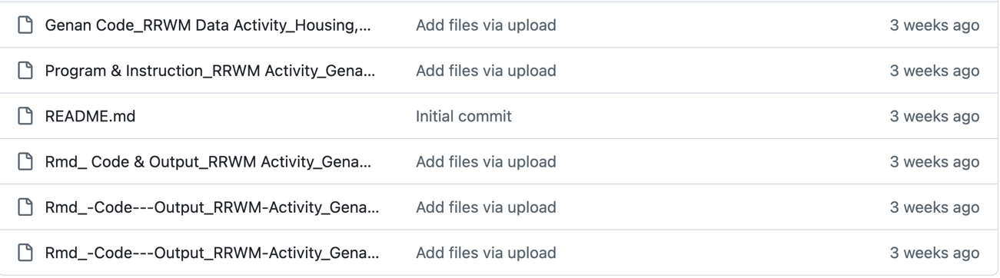 Genan Code_RRWM Data Activity_Housing,... Add files via upload 3 weeks ago
Program & Instruction_RRWM Activity_Gena... Add files via upload 3 weeks ago
README.md Initial commit 3 weeks ago
Rmd_ Code & Output_RRWM Activity_Gena... Add files via upload 3 weeks ago
Rmd_-Code---Output_RRWM-Activity_Gena... Add files via upload 3 weeks ago
Rmd_-Code---Output_RRWM-Activity_Gena... Add files via upload 3 weeks ago